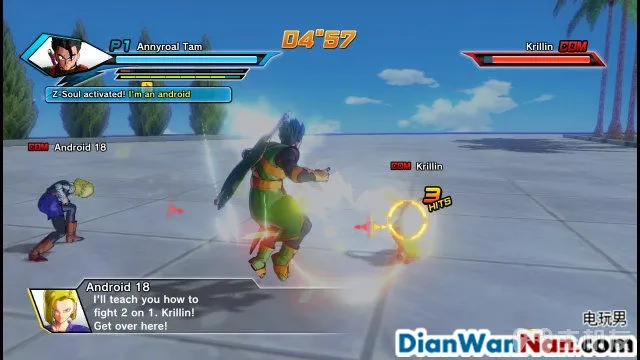 P1 Annyroal Tam
04"57
Krillin COM
Z-Soul activated! I'm an android
COM Android 18
COM Krillin
3
HITS
Android 18
I'll teach you how to
fight 2 on 1. Krillin!
Get over here!
电玩男
DianWanNan.com